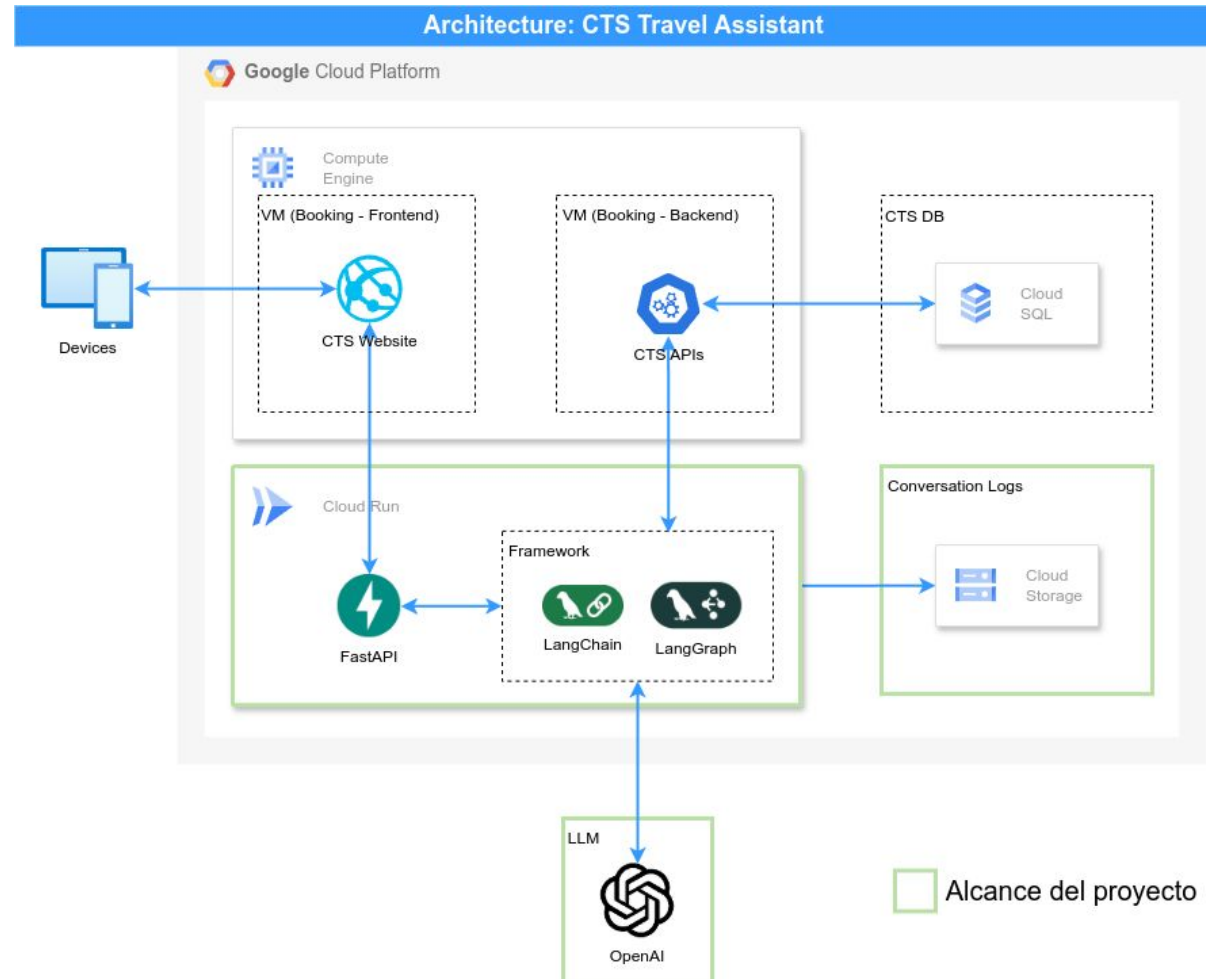 Architecture: CTS Travel Assistant
Google Cloud Platform
Compute
Engine
VM (Booking - Frontend)
VM (Booking - Backend)
CTS DB
Cloud
SQL
CTS Website
CTS APIs
Devices
Cloud Run
Conversation Logs
Framework
Cloud
Storage
LangChain
LangGraph
FastAPI
LLM
Alcance del proyecto
OpenAI